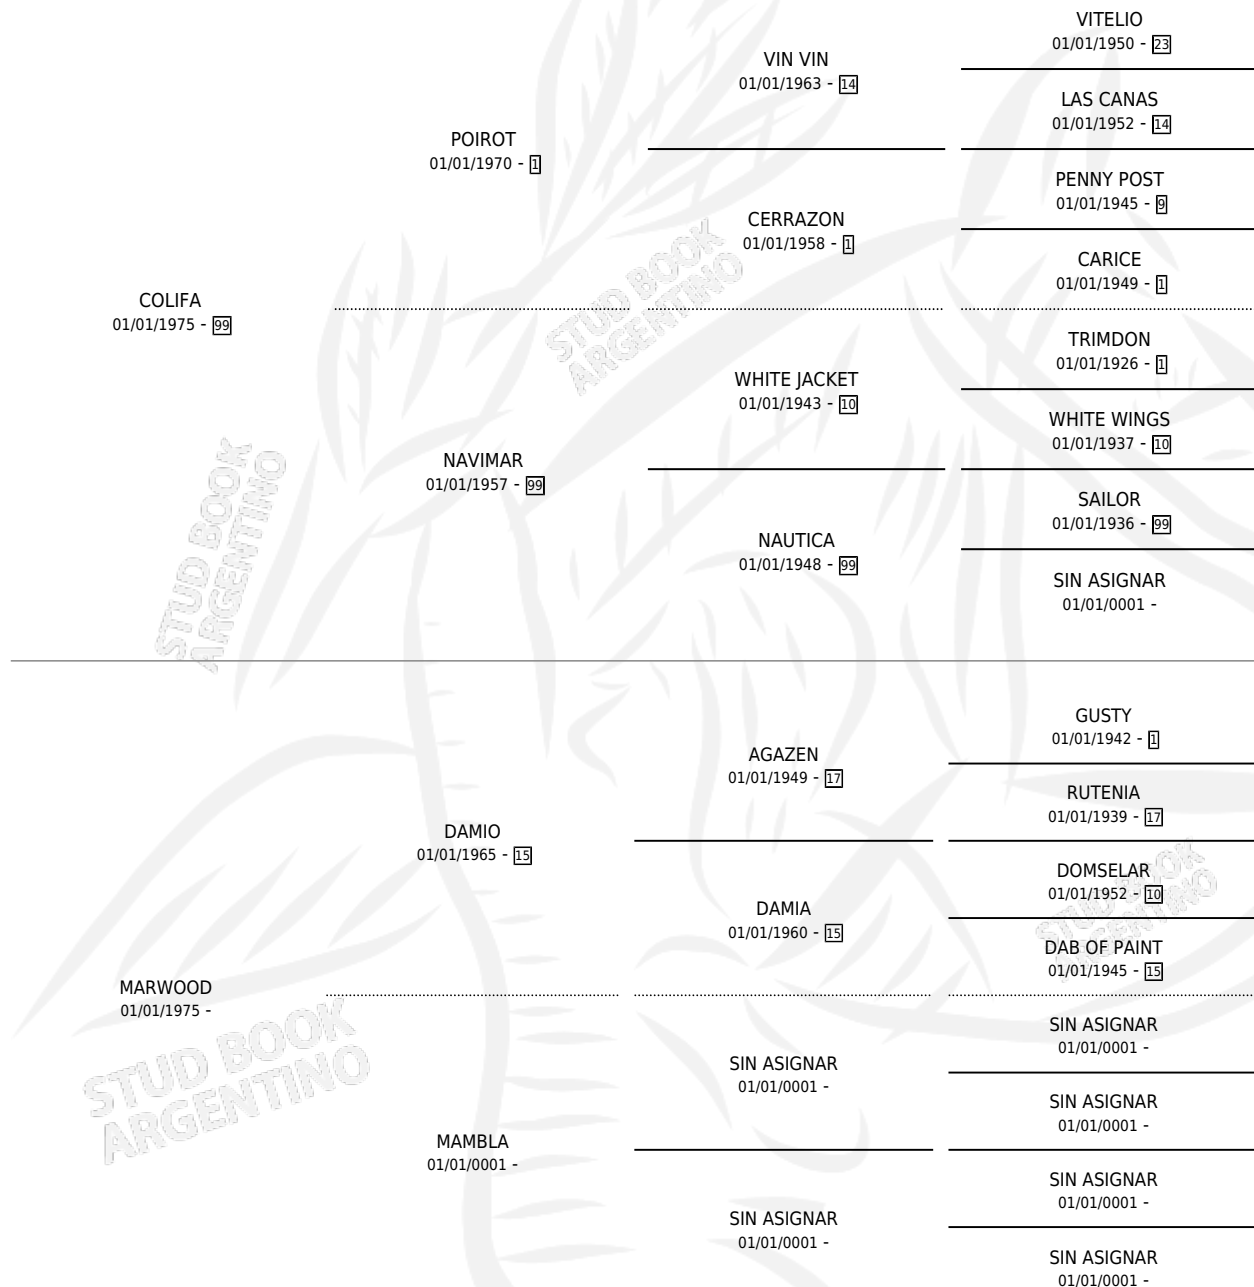 VITELIO
01/01/1950 - 23
VIN VIN
01/01/1963 - 14
LAS CANAS
01/01/1952 - 14
POIROT
01/01/1970 - 1
PENNY POST
01/01/1945 - 9
CERRAZON
01/01/1958 - 1
CARICE
01/01/1949 - 1
COLIFA
01/01/1975 - 99
STUD BOOK
ARGENTINO
TRIMDON
01/01/1926 - 1
WHITE JACKET
01/01/1943 - 10
WHITE WINGS
01/01/1937 - 10
NAVIMAR
01/01/1957 - 99
SAILOR
01/01/1936 - 99
NAUTICA
01/01/1948 - 99
SIN ASIGNAR
01/01/0001 -
STUD BOOK
ARGENTINO
GUSTY
01/01/1942 - 1
AGAZEN
01/01/1949 - 17
RUTENIA
01/01/1939 - 17
DAMIO
01/01/1965 - 15
DOMSELAR
01/01/1952 - 10
DAMIA
01/01/1960 - 15
STUD BOOK
ARGENTINO
DAB OF PAINT
01/01/1945 - 15
MARWOOD
01/01/1975 -
SIN ASIGNAR
01/01/0001 -
SIN ASIGNAR
01/01/0001 -
STUD BOOK
ARGENTINO
SIN ASIGNAR
01/01/0001 -
MAMBLA
01/01/0001 -
SIN ASIGNAR
01/01/0001 -
SIN ASIGNAR
01/01/0001 -
SIN ASIGNAR
01/01/0001 -